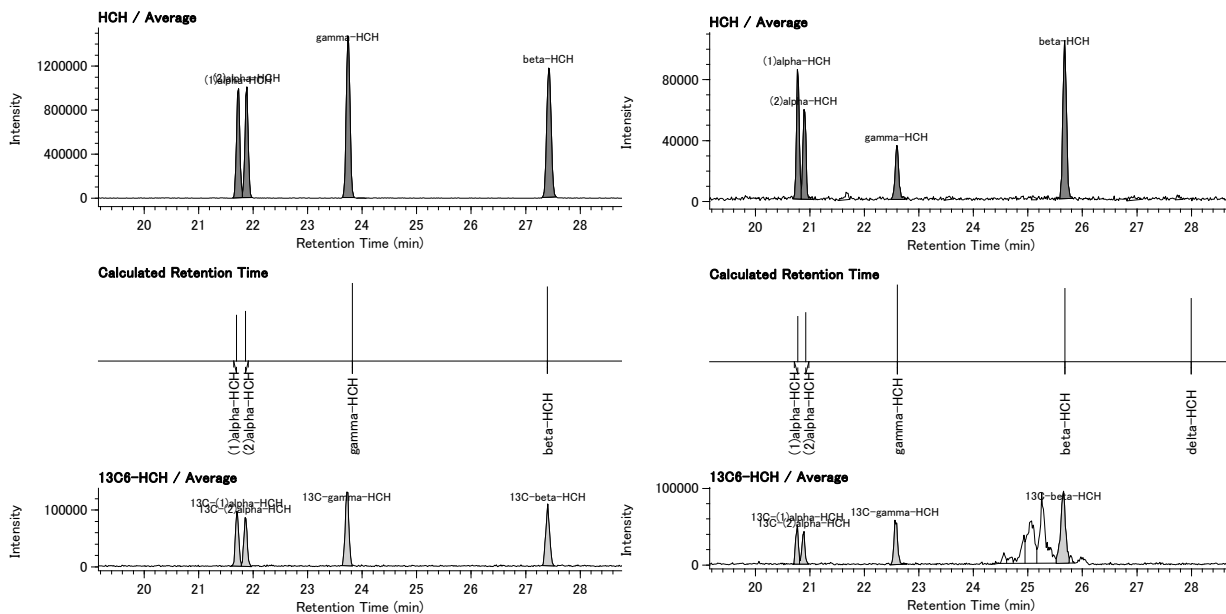 HCH / Average
Intensity
1200000
800000
400000
0
(1)alpha-HCH
(2)alpha-HCH
gamma-HCH
beta-HCH
20 21 22 23 24 25 26 27 28
Retention Time (min)
Calculated Retention Time
(1)alpha-HCH
(2)alpha-HCH
gamma-HCH
beta-HCH
13C6-HCH / Average
Intensity
100000
0
13C-(1)alpha-HCH
13C-(2)alpha-HCH
13C-gamma-HCH
13C-beta-HCH
20 21 22 23 24 25 26 27 28
Retention Time (min)
HCH / Average
Intensity
80000
40000
0
(1)alpha-HCH
(2)alpha-HCH
gamma-HCH
beta-HCH
20 21 22 23 24 25 26 27 28
Retention Time (min)
Calculated Retention Time
(1)alpha-HCH
(2)alpha-HCH
gamma-HCH
beta-HCH
delta-HCH
13C6-HCH / Average
Intensity
100000
50000
0
13C-(1)alpha-HCH
13C-(2)alpha-HCH
13C-gamma-HCH
13C-beta-HCH
20 21 22 23 24 25 26 27 28
Retention Time (min)